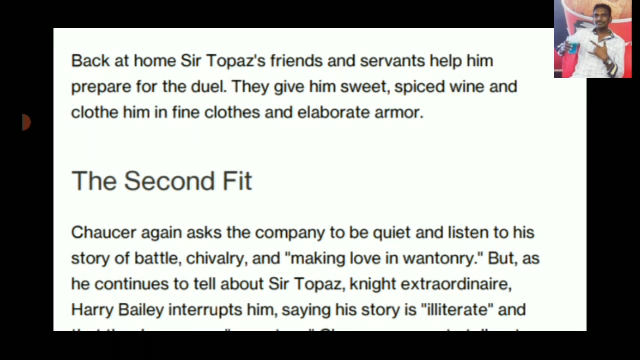 Back at home Sir Topaz's friends and servants help him
prepare for the duel. They give him sweet, spiced wine and
clothe him in fine clothes and elaborate armor.
The Second Fit
Chaucer again asks the company to be quiet and listen to his
story of battle, chivalry, and "making love in wantonry." But, as
he continues to tell about Sir Topaz, knight extraordinaire,
Harry Bailey interrupts him, saying his story is "illiterate" and